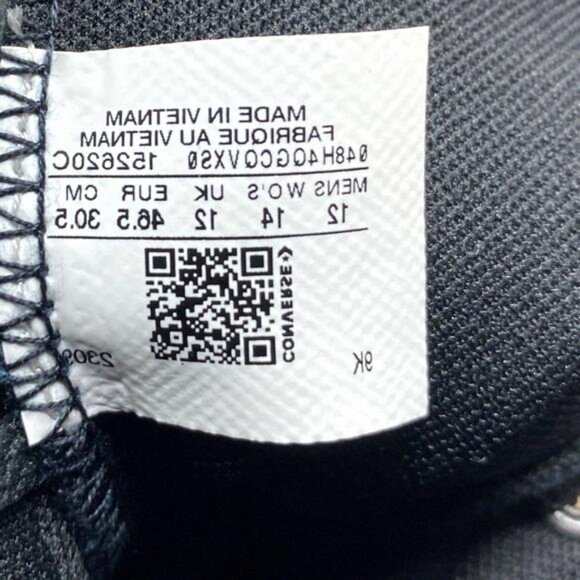 MADE IN VIETNAM
FABRIQUE AU VIETNAM
048H4QGCQVXS0 152620C
MENS WO'S UK EUR CM
12 14 12 46.5 30.5
CONVERSE
9K